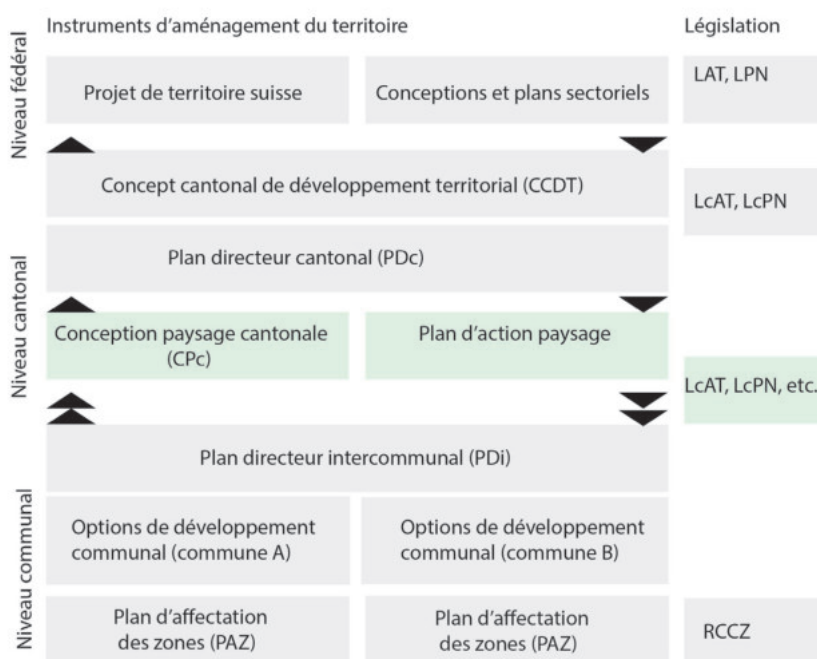 Instruments d'aménagement du territoire
Législation
Niveau fédéral
Projet de territoire suisse
Conceptions et plans sectoriels
LAT, LPN
Niveau cantonal
Concept cantonal de développement territorial (CCDT)
LcAT, LcPN
Plan directeur cantonal (PDc)
Conception paysage cantonale
(CPc)
Plan d'action paysage
LcAT, LcPN, etc.
Niveau communal
Plan directeur intercommunal (PDi)
Options de développement
communal (commune A)
Options de développement
communal (commune B)
Plan d'affectation
des zones (PAZ)
Plan d'affectation
des zones (PAZ)
RCCZ